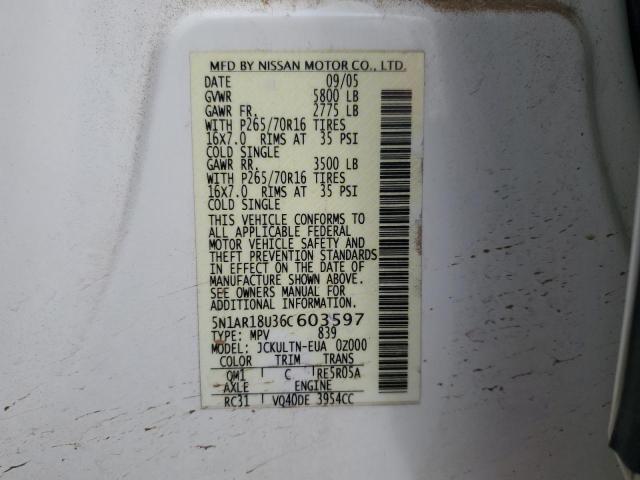 MFD BY NISSAN MOTOR CO., LTD.
DATE 09/05
GVWR 5800 LB
GAWR FR. 2775 LB
WITH P265/70R16 TIRES
16X7.0 RIMS AT 35 PSI
COLD SINGLE
GAWR RR. 3500 LB
WITH P265/70R16 TIRES
16X7.0 RIMS AT 35 PSI
COLD SINGLE
THIS VEHICLE CONFORMS TO
ALL APPLICABLE FEDERAL
MOTOR VEHICLE SAFETY AND
THEFT PREVENTION STANDARDS
IN EFFECT ON THE DATE OF
MANUFACTURE SHOWN ABOVE.
SEE OWNERS MANUAL FOR
ADDITIONAL INFORMATION
5N1AR18U36C603597
TYPE: MPV 839
MODEL: JCKULTN-EUA 0Z000
COLOR TRIM TRANS
QM1 C RE5R05A
AXLE ENGINE
RC31 VQ40DE 3954CC